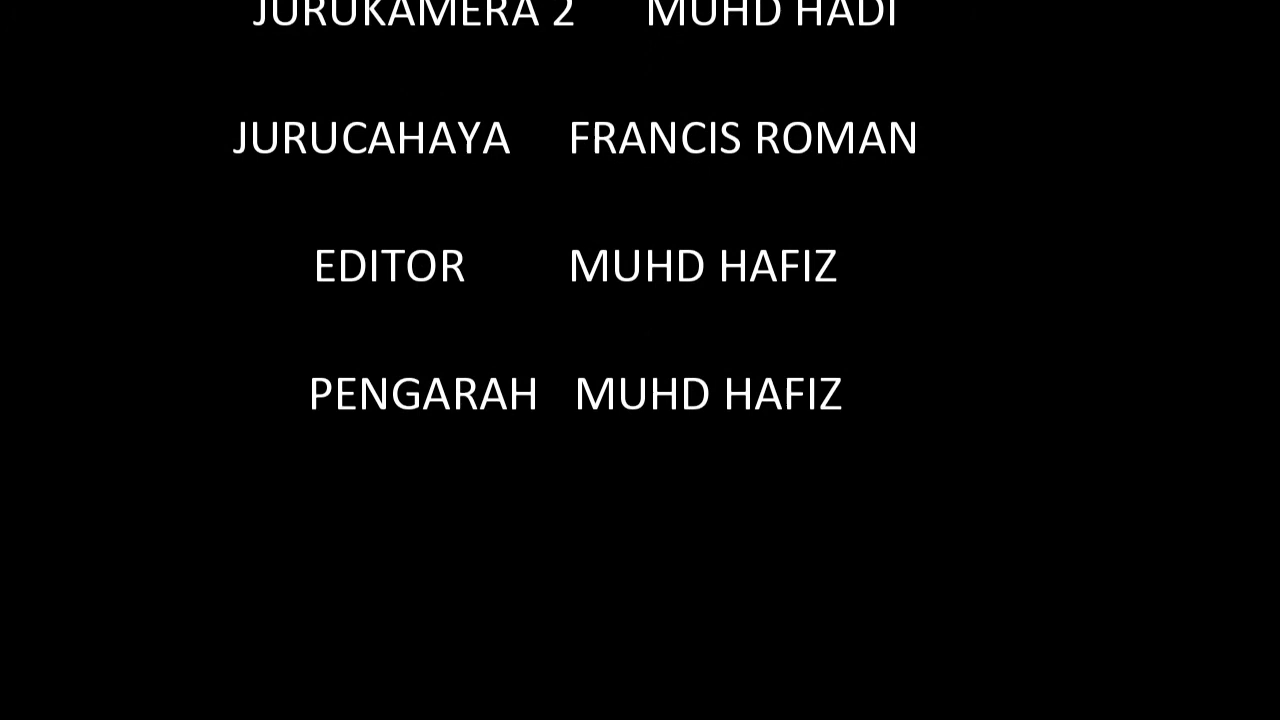 JURUKAMERA 2 MUHD HADI
JURUCAHAYA FRANCIS ROMAN
EDITOR MUHD HAFIZ
PENGARAH MUHD HAFIZ